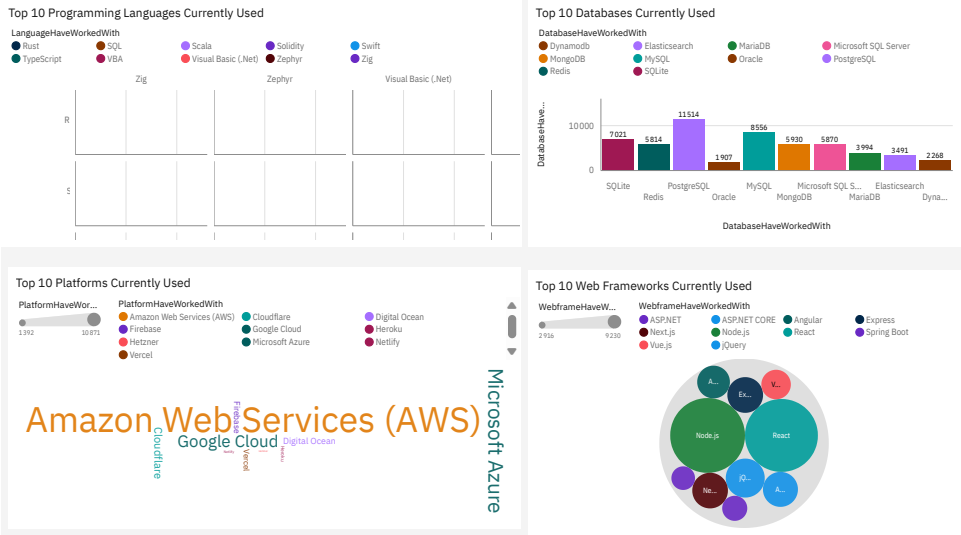 Top 10 Programming Languages Currently Used
LanguageHaveWorkedWith
Rust SQL Scala Solidity Swift
TypeScript VBA Visual Basic (.Net) Zephyr Zig
Zig Zephyr Visual Basic (.Net)
R
S
Top 10 Databases Currently Used
DatabaseHaveWorkedWith
Dynamodb Elasticsearch MariaDB Microsoft SQL Server
MongoDB MySQL Oracle PostgreSQL
Redis SQLite
DatabaseHave...
10000
0
7021 5814 11514 1907 8556 5930 5870 3994 3491 2268
SQLite PostgreSQL MySQL Microsoft SQL S... Elasticsearch
Redis Oracle MongoDB MariaDB Dyna...
DatabaseHaveWorkedWith
Top 10 Platforms Currently Used
PlatformHaveWor...
1392 10871
PlatformHaveWorkedWith
Amazon Web Services (AWS) Cloudflare Digital Ocean
Firebase Google Cloud Heroku
Hetzner Microsoft Azure Netlify
Vercel
Amazon Web Services (AWS)
Firebase
Microsoft Azure
Cloudflare
Google Cloud
Digital Ocean
Vercel
Netlify
Heroku
Top 10 Web Frameworks Currently Used
WebframeHaveW...
2916 9230
WebframeHaveWorkedWith
ASP.NET ASP.NET CORE Angular Express
Next.js Node.js React Spring Boot
Vue.js jQuery
A...
Ex...
V...
Node.js
React
jQ...
Ne...
A...